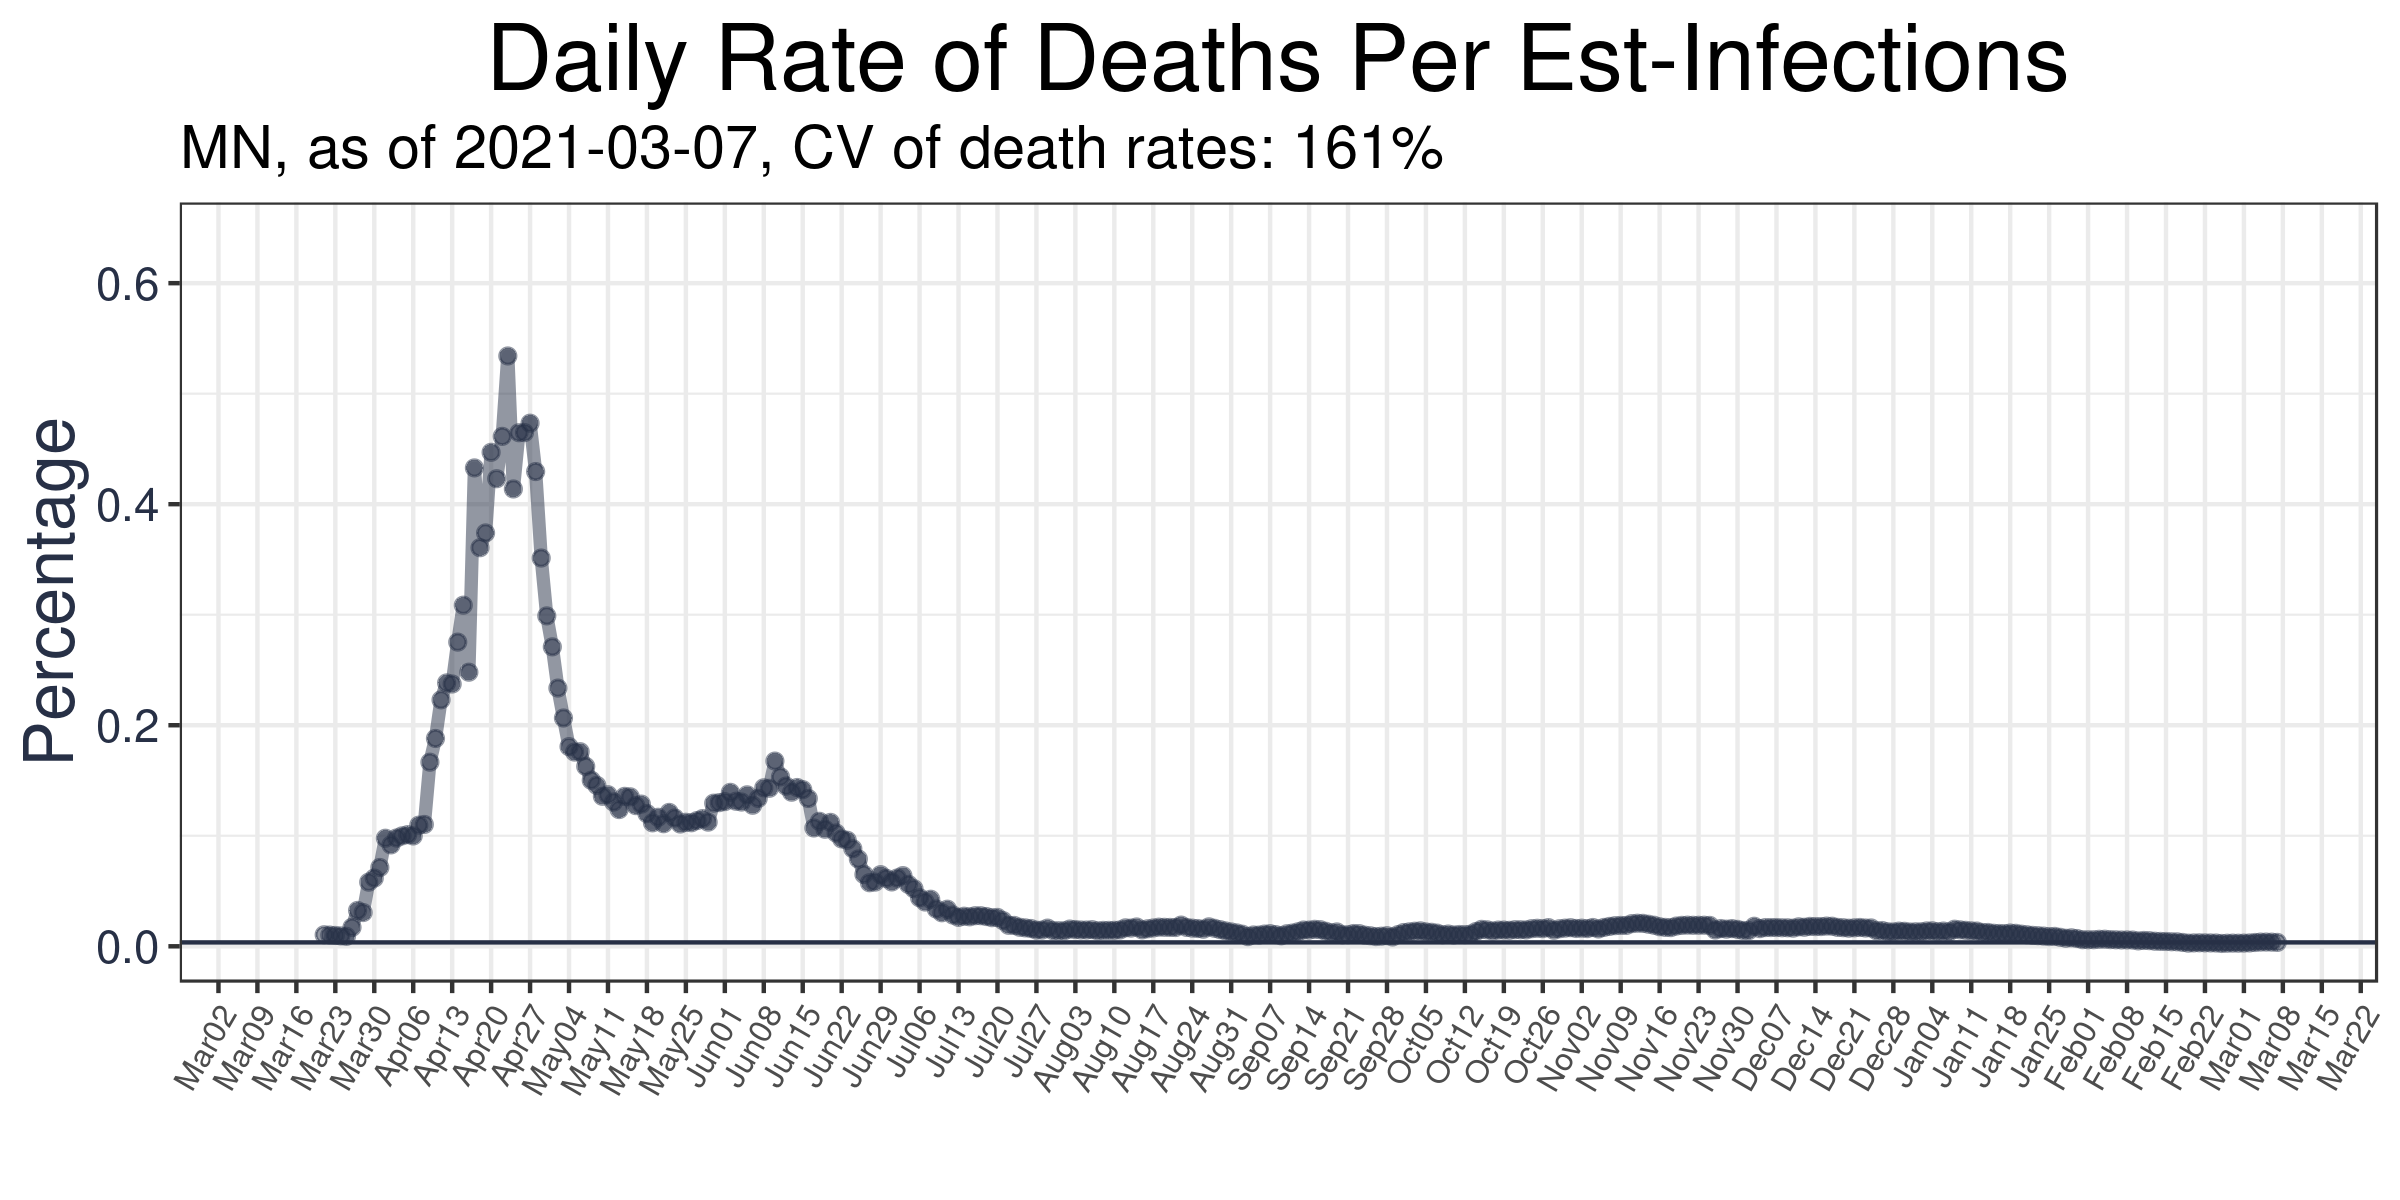 Daily Rate of Deaths Per Est-Infections
MN, as of 2021-03-07, CV of death rates: 161%
Percentage
0.6
0.4
0.2
0.0
Mar02
Mar09
Mar16
Mar23
Mar30
Apr06
Apr13
Apr20
Apr27
May04
May11
May18
May25
Jun01
Jun08
Jun15
Jun22
Jun29
Jul06
Jul13
Jul20
Jul27
Aug03
Aug10
Aug17
Aug24
Aug31
Sep07
Sep14
Sep21
Sep28
Oct05
Oct12
Oct19
Oct26
Nov02
Nov09
Nov16
Nov23
Nov30
Dec07
Dec14
Dec21
Dec28
Jan04
Jan11
Jan18
Jan25
Feb01
Feb08
Feb15
Feb22
Mar01
Mar08
Mar15
Mar22